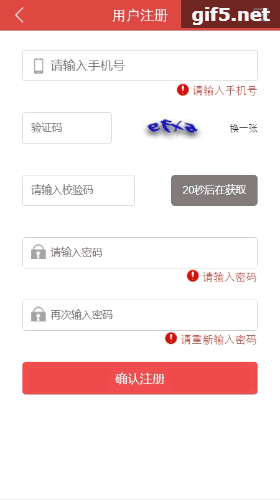 用户注册
gif5.net
请输入手机号
请输入手机号
验证码
换一张
请输入校验码
20秒后在获取
请输入密码
请输入密码
再次输入密码
请重新输入密码
确认注册